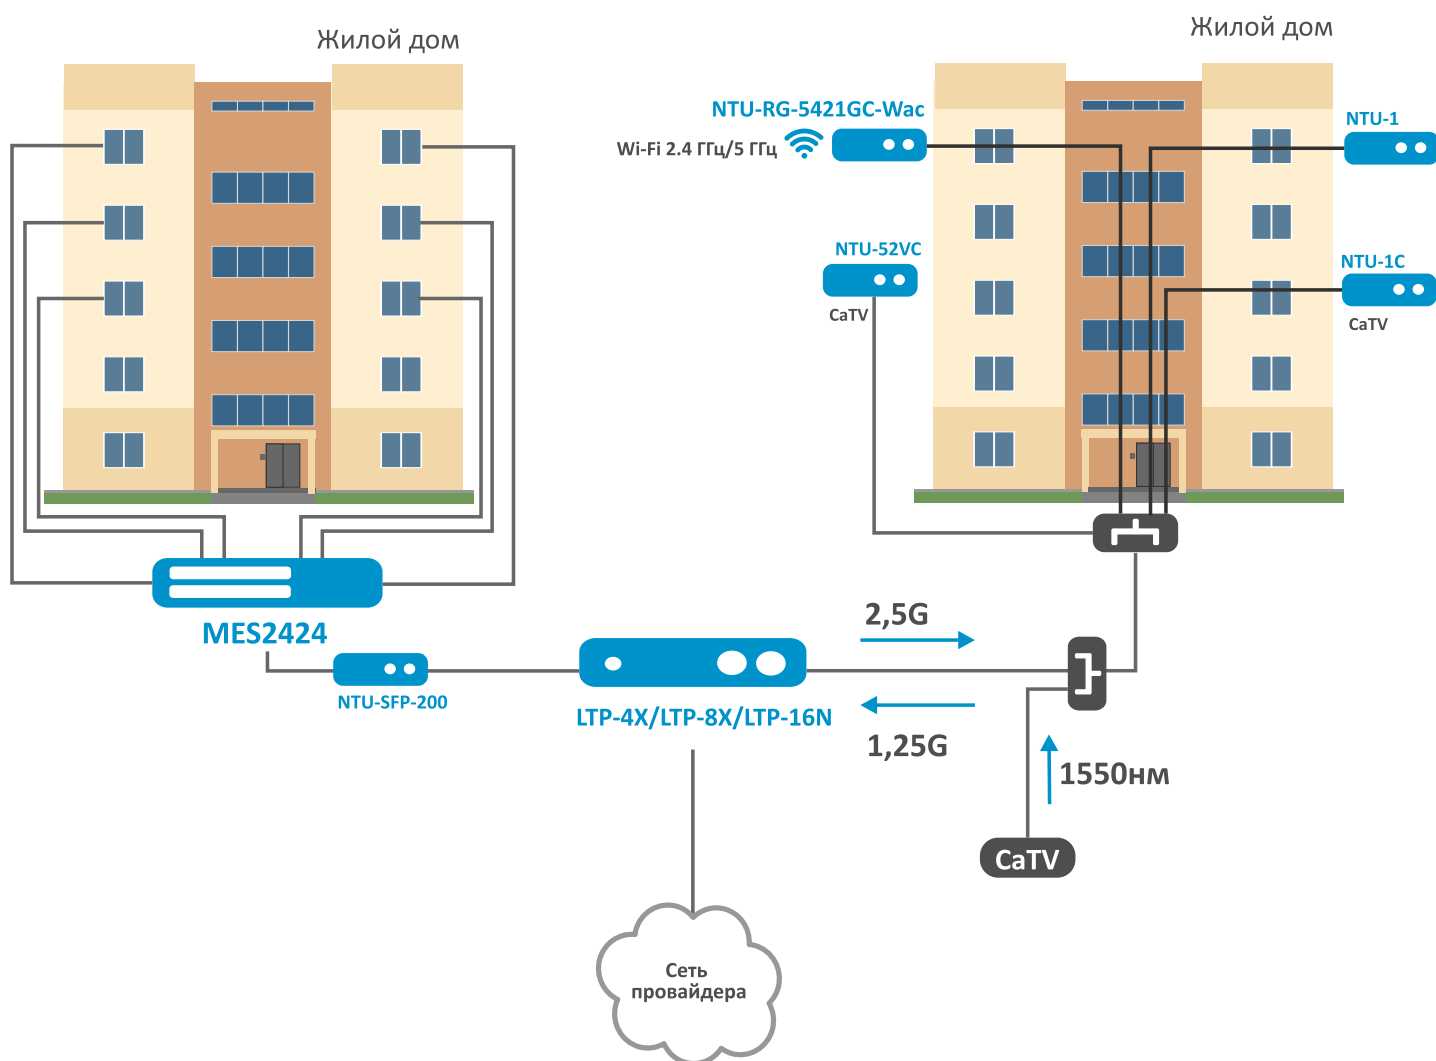 Жилой дом
Жилой дом
NTU-RG-5421GC-Wac
Wi-Fi 2.4 ГГц/5 ГГц
NTU-1
NTU-52VC
CaTV
NTU-1C
CaTV
MES2424
NTU-SFP-200
LTP-4X/LTP-8X/LTP-16N
2,5G
1,25G
1550нм
CaTV
Сеть
провайдера